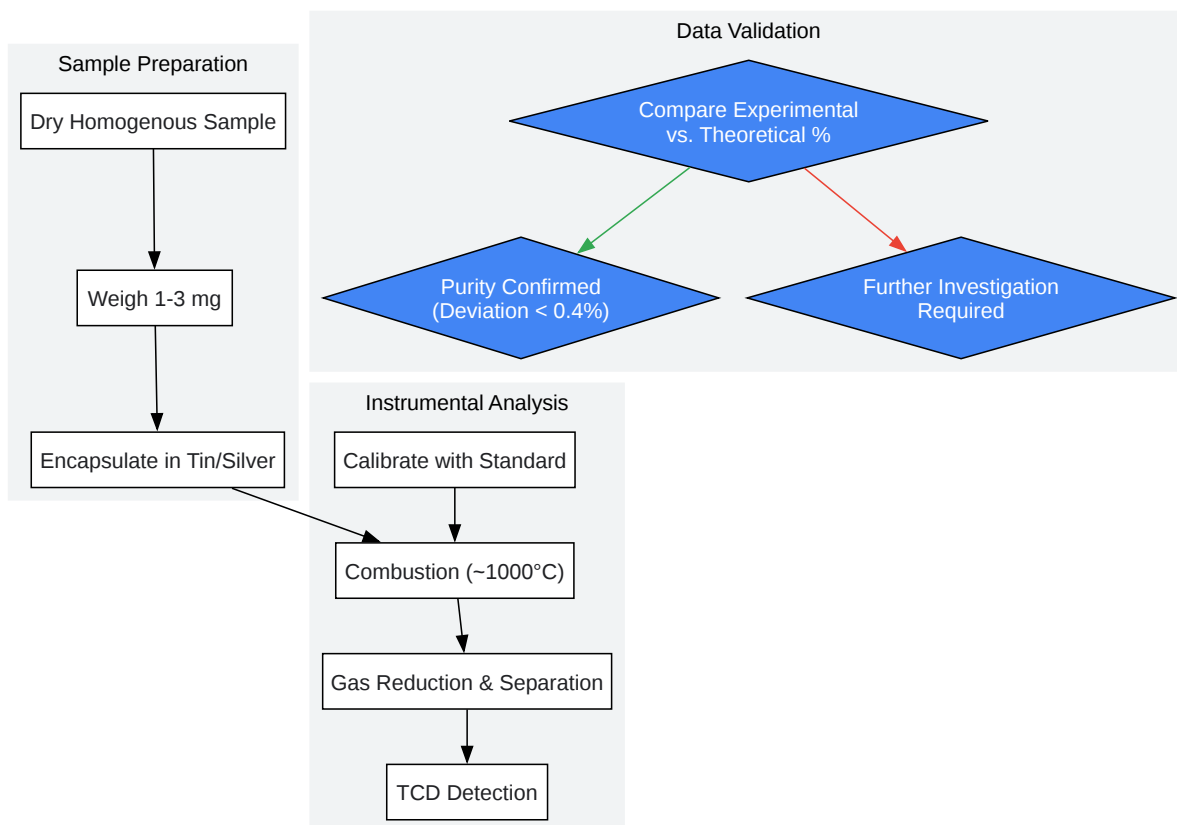 Sample Preparation
Dry Homogenous Sample
Weigh 1-3 mg
Encapsulate in Tin/Silver
Data Validation
Compare Experimental
vs. Theoretical %
Purity Confirmed
(Deviation < 0.4%)
Further Investigation
Required
Instrumental Analysis
Calibrate with Standard
Combustion (~1000°C)
Gas Reduction & Separation
TCD Detection